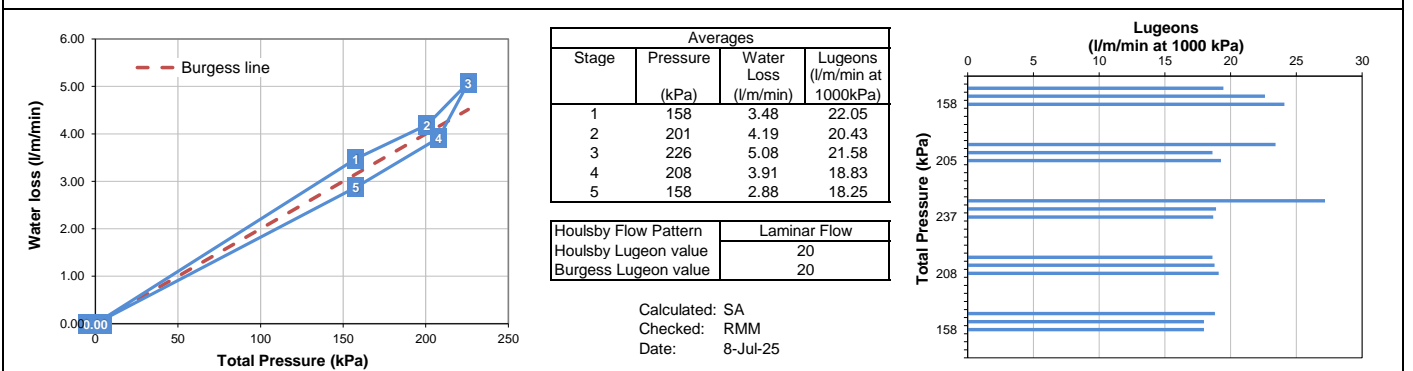 6.00
5.00
4.00
3.00
2.00
1.00
0.00
Water loss (l/m/min)
Burgess line
1
2
3
4
5
0.00
0 50 100 150 200 250
Total Pressure (kPa)
Averages
Stage Pressure Water Lugeons
Loss (l/m/min at
(kPa) (l/m/min) 1000kPa)
1 158 3.48 22.05
2 201 4.19 20.43
3 226 5.08 21.58
4 208 3.91 18.83
5 158 2.88 18.25
Houlsby Flow Pattern Laminar Flow
Houlsby Lugeon value 20
Burgess Lugeon value 20
Calculated: SA
Checked: RMM
Date: 8-Jul-25
Lugeons
(l/m/min at 1000 kPa)
0 5 10 15 20 25 30
Total Pressure (kPa)
158
205
237
208
158